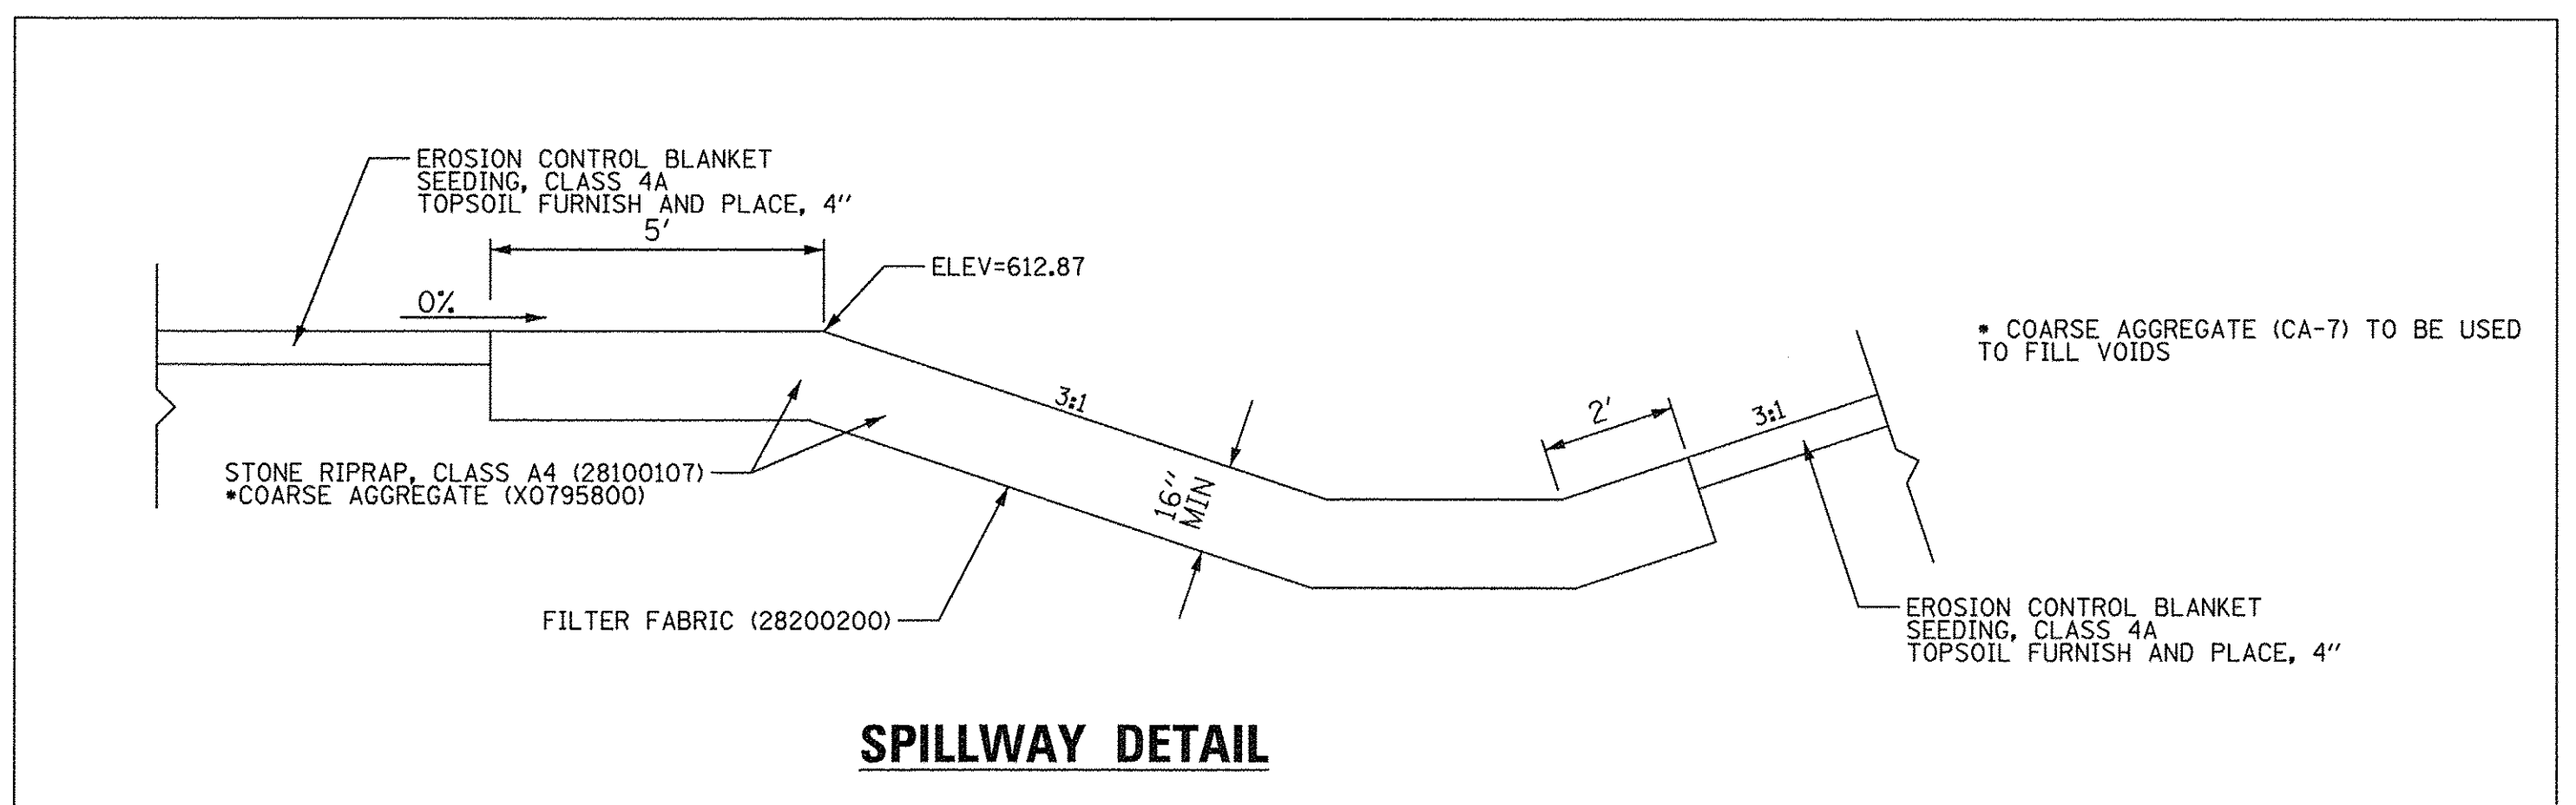 EROSION CONTROL BLANKET
SEEDING, CLASS 4A
TOPSOIL FURNISH AND PLACE, 4''
5'
0%
ELEV=612.87
3:1
16''
MIN
2'
3:1
* COARSE AGGREGATE (CA-7) TO BE USED
TO FILL VOIDS
STONE RIPRAP, CLASS A4 (28100107)
*COARSE AGGREGATE (X0795800)
FILTER FABRIC (28200200)
EROSION CONTROL BLANKET
SEEDING, CLASS 4A
TOPSOIL FURNISH AND PLACE, 4''
SPILLWAY DETAIL